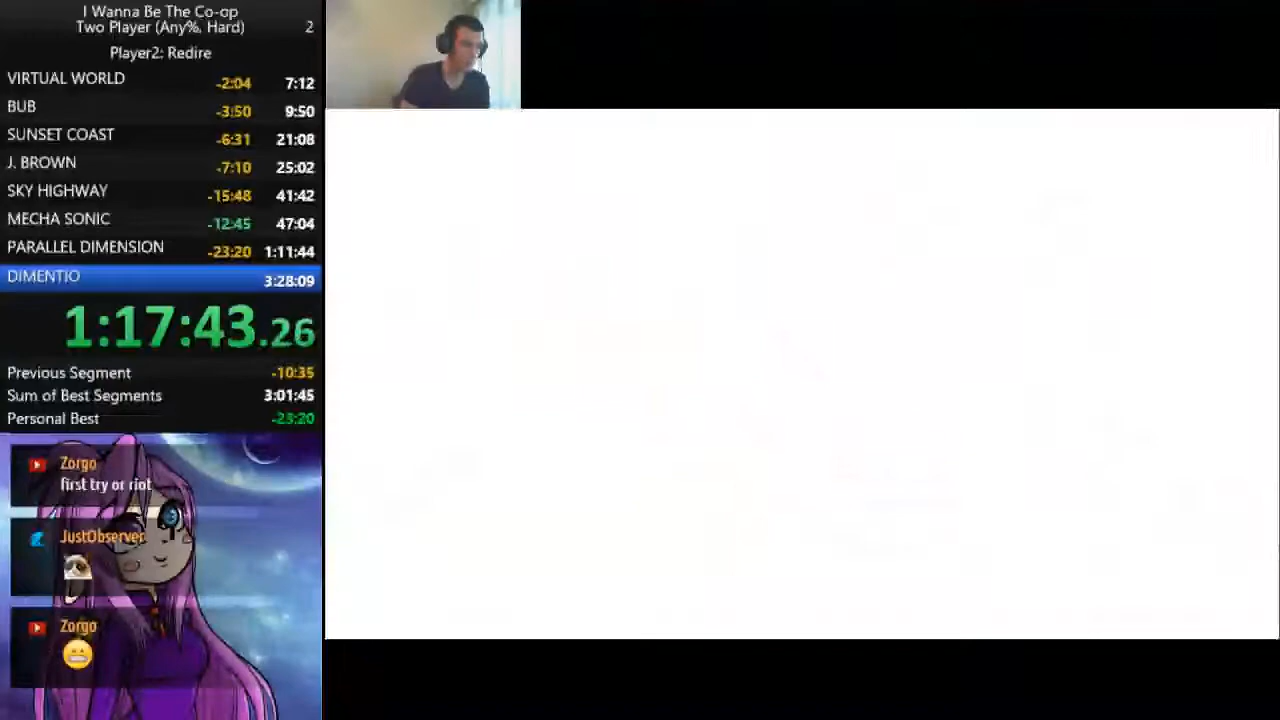 I Wanna Be The Co-op
Two Player (Any%, Hard) 2
Player2: Redire
VIRTUAL WORLD -2:04 7:12
BUB -3:50 9:50
SUNSET COAST -6:31 21:08
J. BROWN -7:10 25:02
SKY HIGHWAY -15:48 41:42
MECHA SONIC -12:45 47:04
PARALLEL DIMENSION -23:20 1:11:44
DIMENTIO 3:28:09
1:17:43.26
Previous Segment -10:35
Sum of Best Segments 3:01:45
Personal Best -23:20
Zorgo
first try or riot
JustObserver
Zorgo